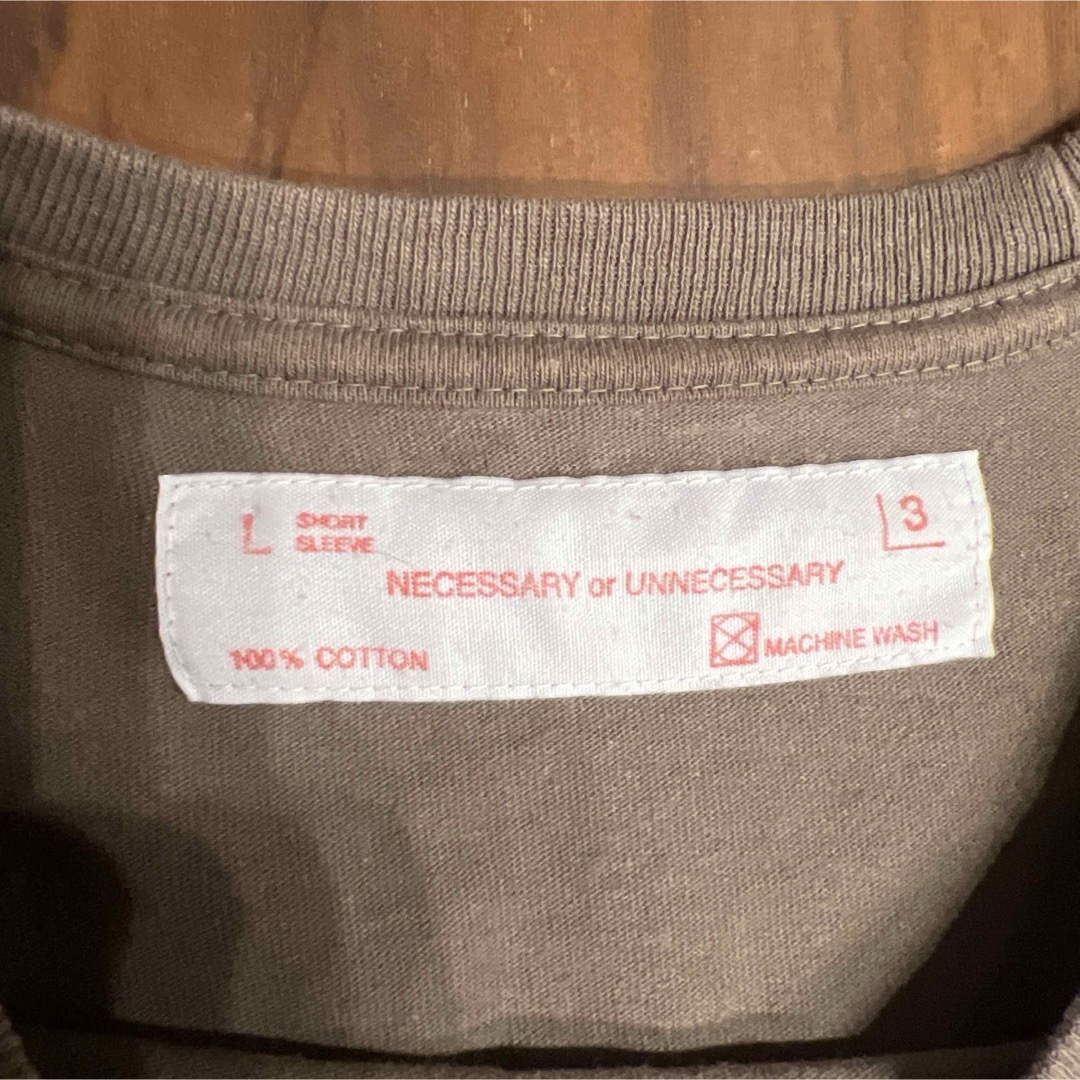 L SHORT
SLEEVE
3
NECESSARY or UNNECESSARY
100% COTTON
MACHINE WASH